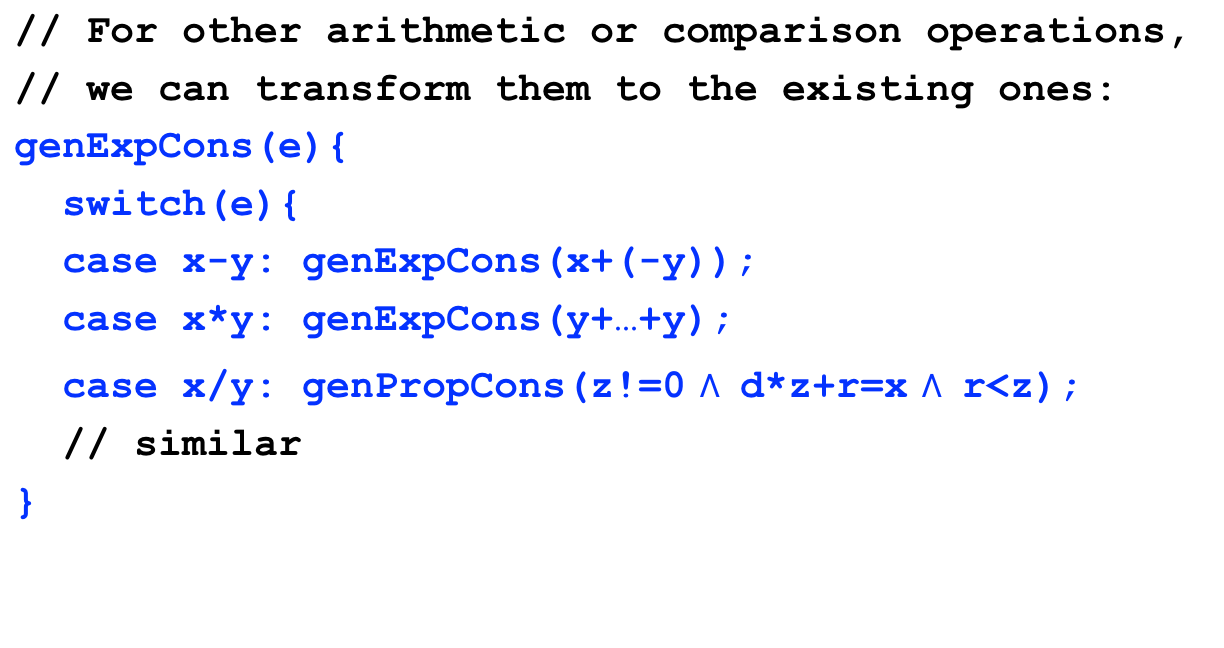 // For other arithmetic or comparison operations,
// we can transform them to the existing ones:
genExpCons(e){
  switch(e){
  case x-y: genExpCons(x+(-y));
  case x*y: genExpCons(y+…+y);
  case x/y: genPropCons(z!=0 ∧ d*z+r=x ∧ r<z);
  // similar
}